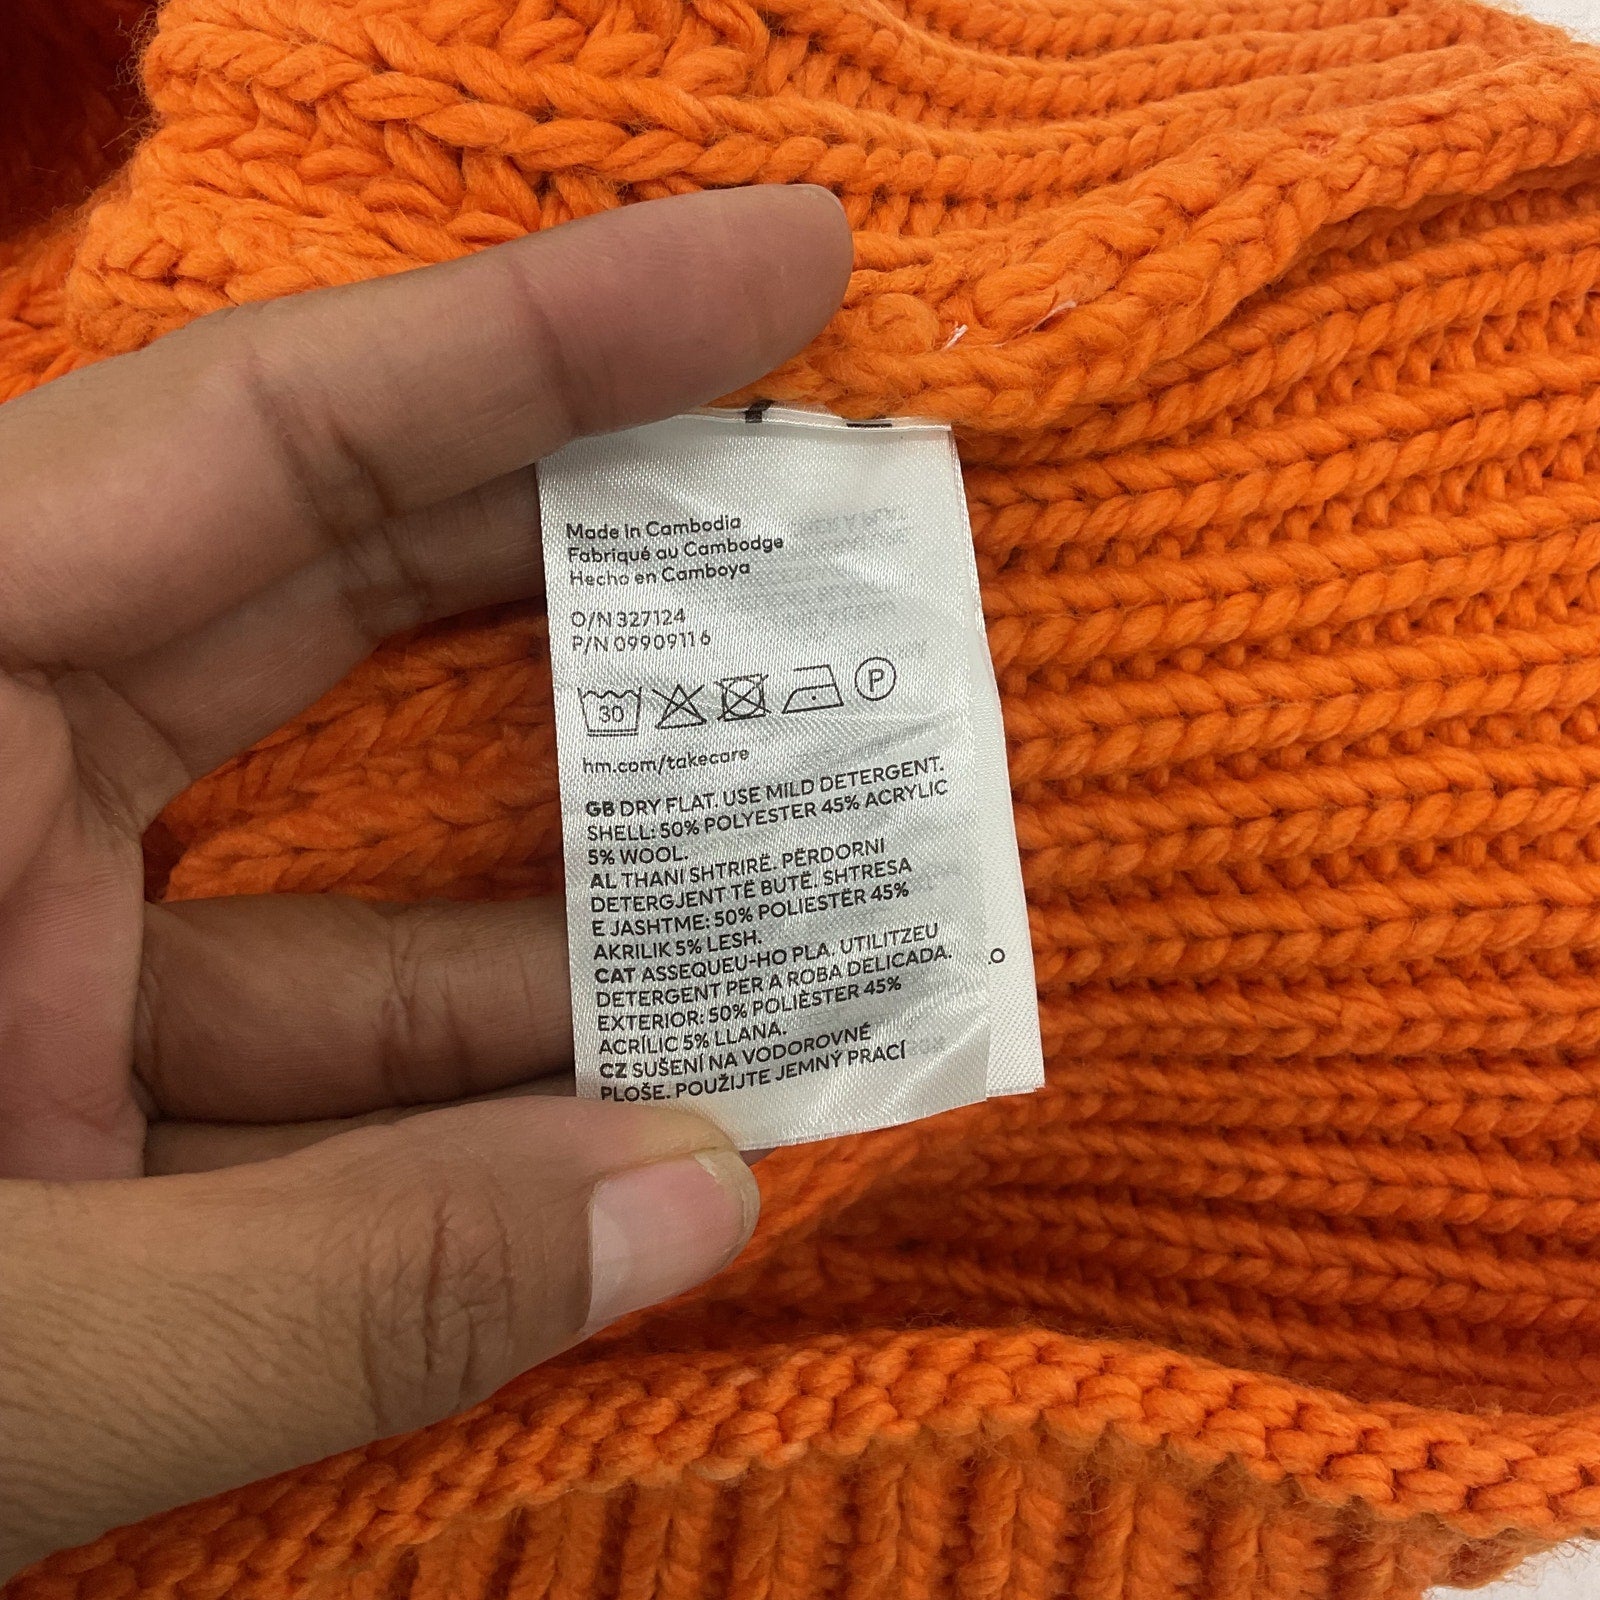 Made in Cambodia
Fabriqué au Cambodge
Hecho en Camboya
O/N 327124
P/N 0990911 6
30
P
hm.com/takecare
GB DRY FLAT. USE MILD DETERGENT.
SHELL: 50% POLYESTER 45% ACRYLIC
5% WOOL.
AL THANI SHTRIRË. PËRDORNI
DETERGJENT TË BUTË. SHTRESA
E JASHTME: 50% POLIESTËR 45%
AKRILIK 5% LESH.
CAT ASSEQUEU-HO PLA. UTILITZEU
DETERGENT PER A ROBA DELICADA.
EXTERIOR: 50% POLIÈSTER 45%
ACRÍLIC 5% LLANA.
CZ SUŠENÍ NA VODOROVNÉ
PLOŠE. POUŽIJTE JEMNÝ PRACÍ